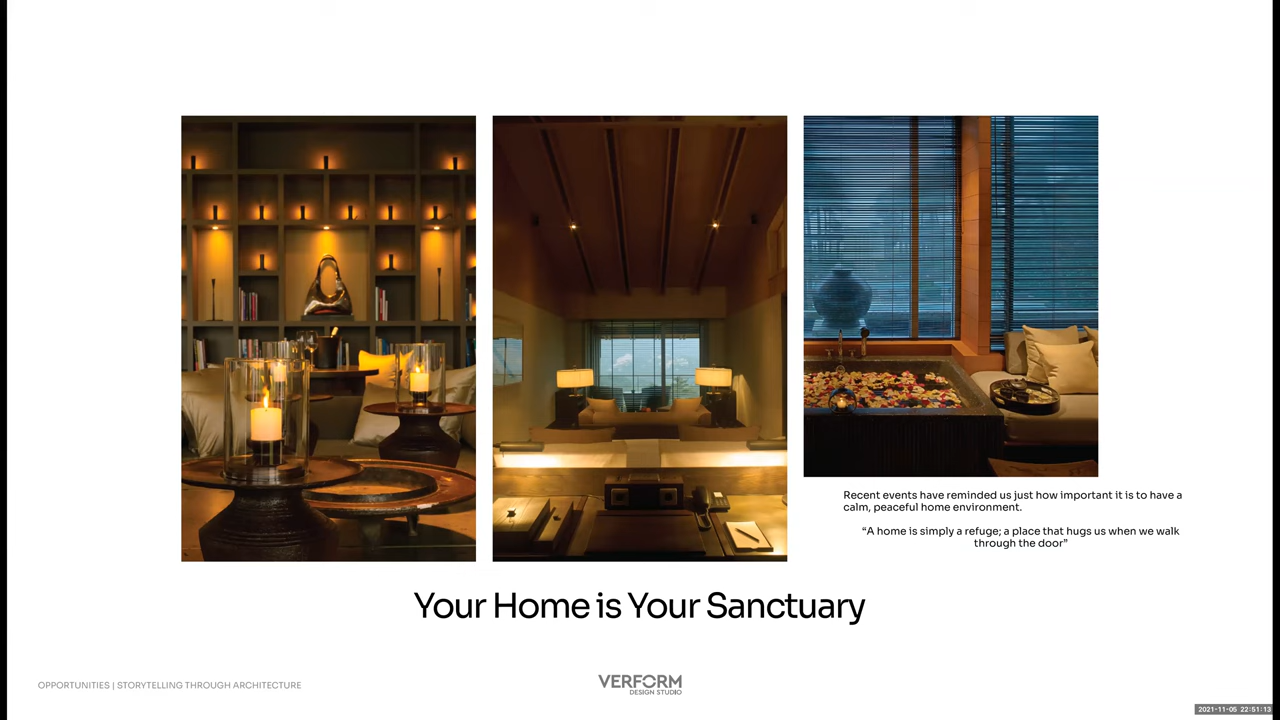 Recent events have reminded us just how important it is to have a
calm, peaceful home environment.
“A home is simply a refuge; a place that hugs us when we walk
through the door”
Your Home is Your Sanctuary
OPPORTUNITIES | STORYTELLING THROUGH ARCHITECTURE
VERFORM
DESIGN STUDIO
2021-11-05 22:51:13